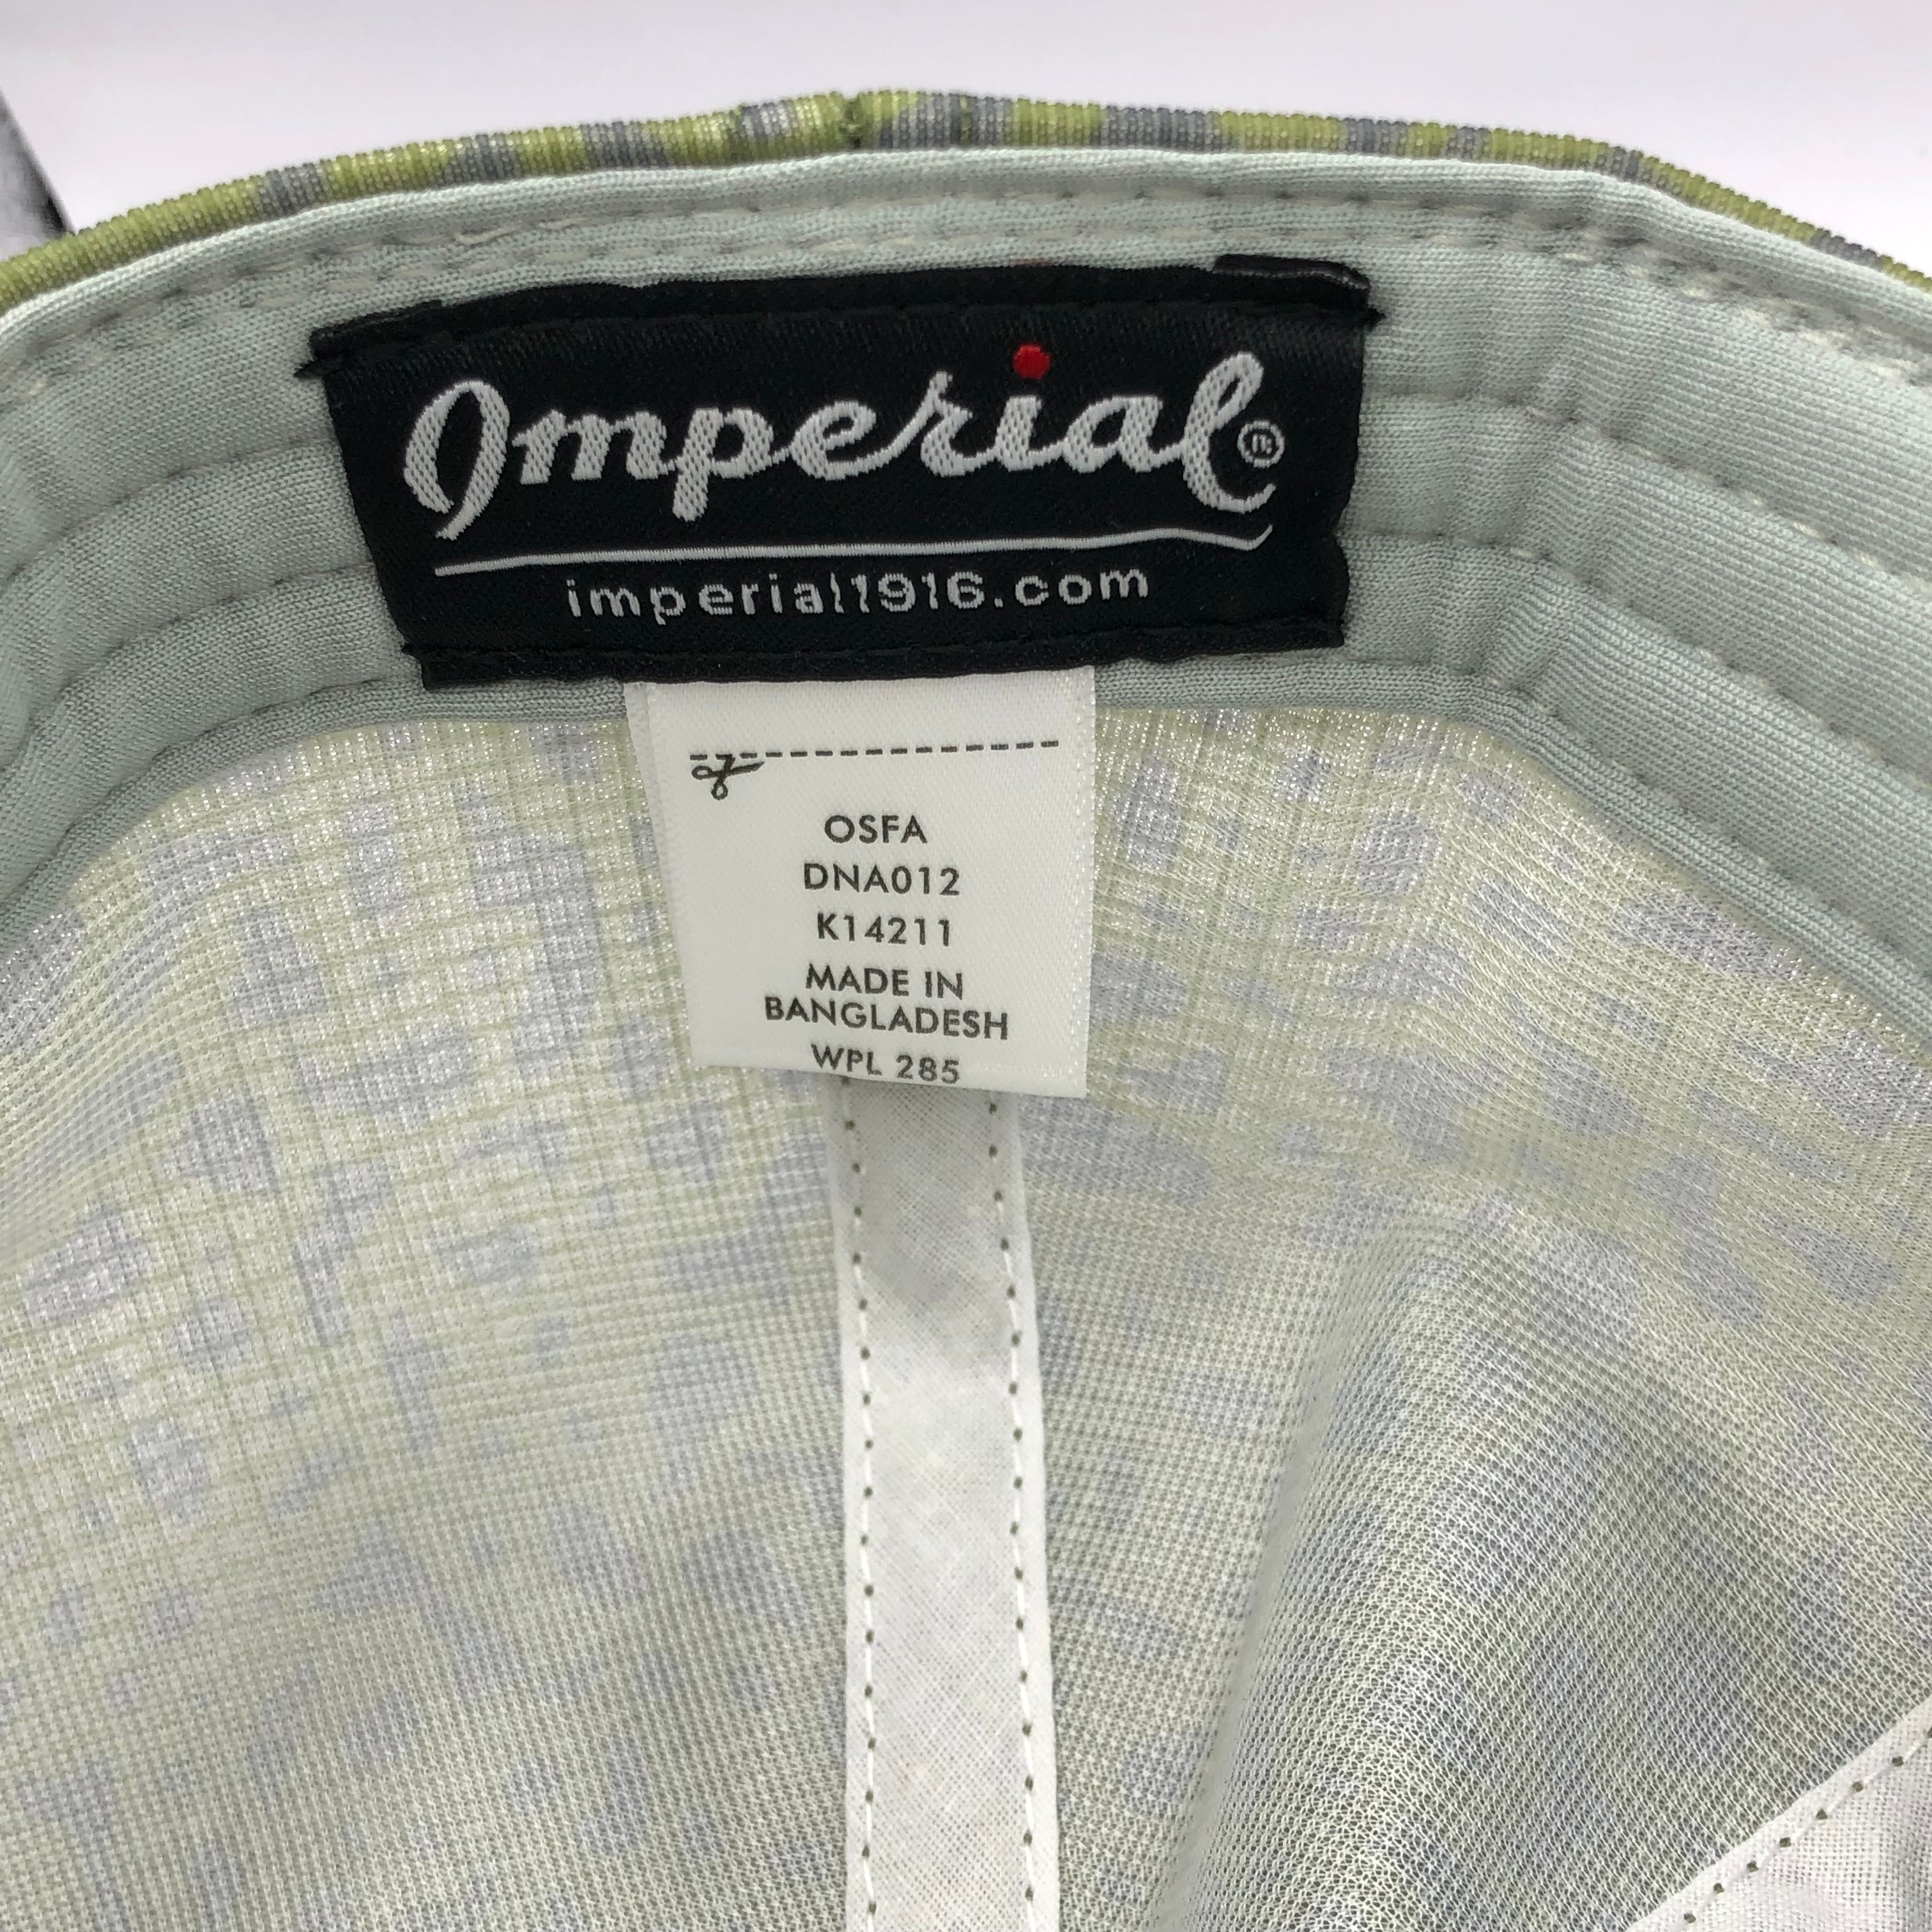 Imperial®
imperial1916.com
OSFA
DNA012
K14211
MADE IN
BANGLADESH
WPL 285